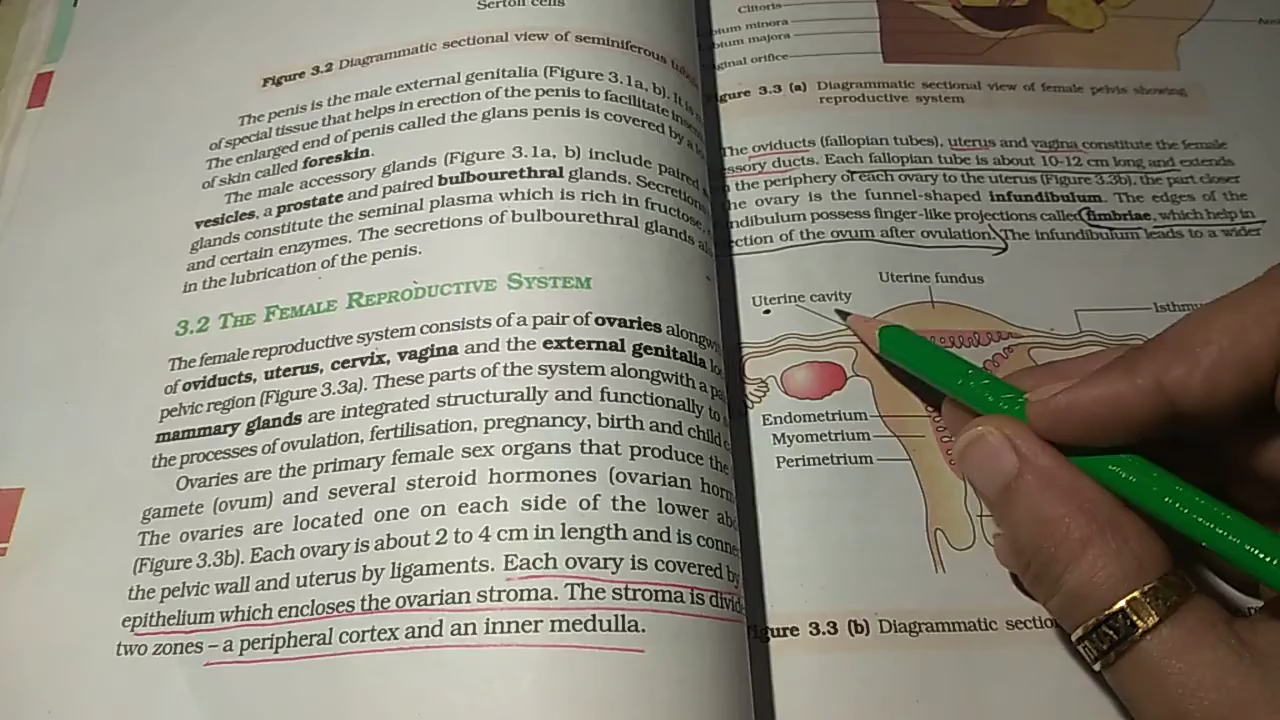 Sertoli cells
Figure 3.2 Diagrammatic sectional view of seminiferous
The penis is the male external genitalia (Figure 3.1a, b). It is
of special tissue that helps in erection of the penis to facilitate
The enlarged end of penis called the glans penis is covered by a
of skin called foreskin.
The male accessory glands (Figure 3.1a, b) include paired
vesicles, a prostate and paired bulbourethral glands. Secretions
glands constitute the seminal plasma which is rich in fructose,
and certain enzymes. The secretions of bulbourethral glands
in the lubrication of the penis.
3.2 THE FEMALE REPRODUCTIVE SYSTEM
The female reproductive system consists of a pair of ovaries
of oviducts, uterus, cervix, vagina and the external genitalia
pelvic region (Figure 3.3a). These parts of the system alongwith a
mammary glands are integrated structurally and functionally to
the processes of ovulation, fertilisation, pregnancy, birth and child
Ovaries are the primary female sex organs that produce the
gamete (ovum) and several steroid hormones (ovarian
The ovaries are located one on each side of the lower
(Figure 3.3b). Each ovary is about 2 to 4 cm in length and is
the pelvic wall and uterus by ligaments. Each ovary is covered by
epithelium which encloses the ovarian stroma. The stroma is
two zones – a peripheral cortex and an inner medulla.
Clitoris
minora
majora
orifice
3.3 (a) Diagrammatic sectional view of female pelvis showing
reproductive system
The oviducts (fallopian tubes), uterus and vagina constitute the female
ducts. Each fallopian tube is about 10-12 cm long and extends
the periphery of each ovary to the uterus (Figure 3.3b), the part closer
the ovary is the funnel-shaped infundibulum. The edges of the
possess finger-like projections called fimbriae, which help in
of the ovum after ovulation. The infundibulum leads to a wider
Uterine fundus
Uterine cavity
Endometrium
Myometrium
Perimetrium
3.3 (b) Diagrammatic